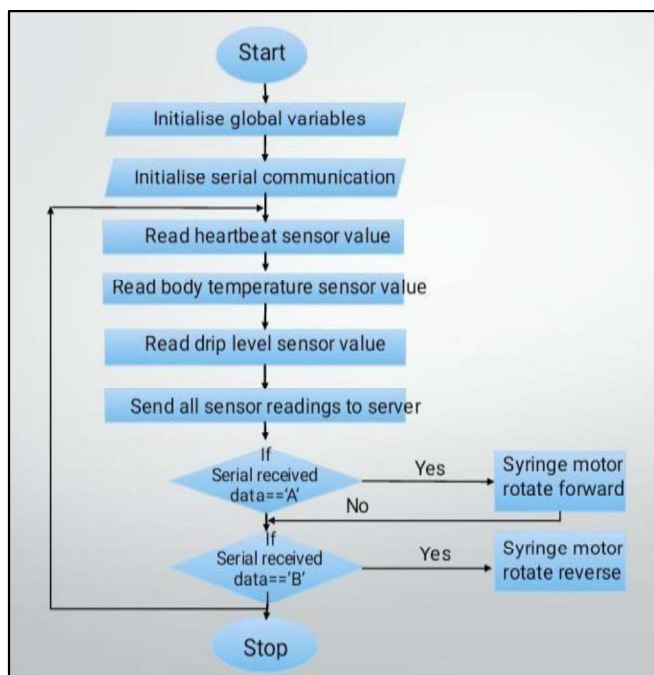 Start
Initialise global variables
Initialise serial communication
Read heartbeat sensor value
Read body temperature sensor value
Read drip level sensor value
Send all sensor readings to server
If
Serial received
data==‘A’
Yes
Syringe motor
rotate forward
No
If
Serial received
data==‘B’
Yes
Syringe motor
rotate reverse
Stop